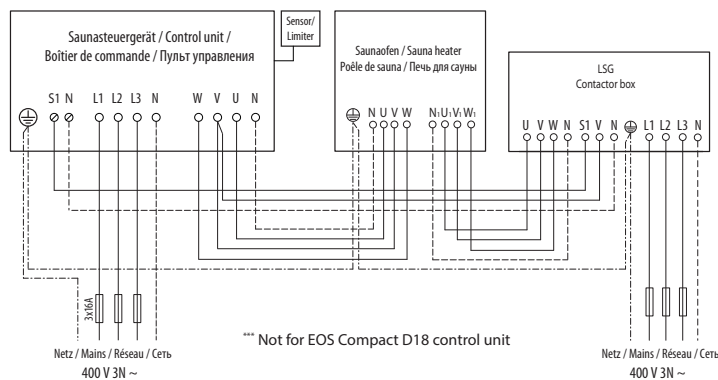 Saunasteuergerät / Control unit /
Boîtier de commande / Пульт управления
Sensor/
Limiter
Saunaofen / Sauna heater
Poêle de sauna / Печь для сауны
LSG
Contactor box
S1 N L1 L2 L3 N W V U N
N U V W N1 U1 V1 W1
U V W N S1 V N L1 L2 L3 N
3x16A
*** Not for EOS Compact D18 control unit
Netz / Mains / Réseau / Сеть
400 V 3N ~
Netz / Mains / Réseau / Сеть
400 V 3N ~